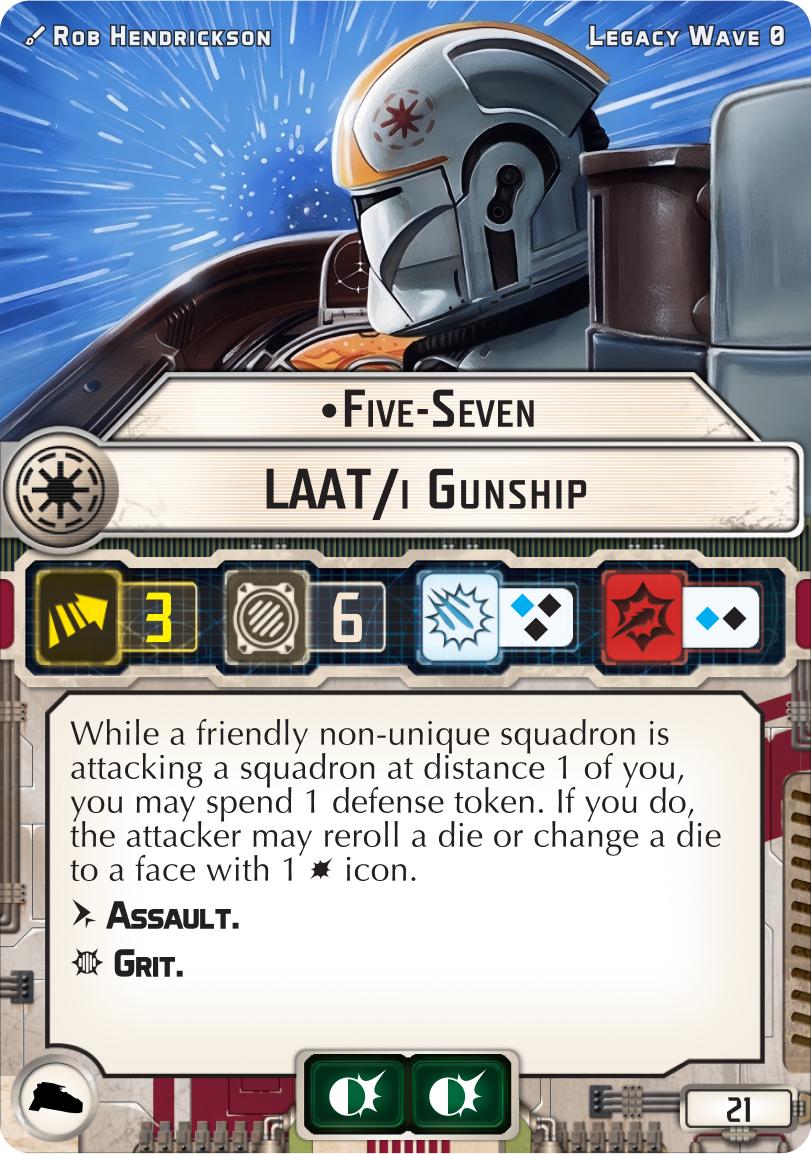 Rob Hendrickson
Legacy Wave 0
•Five-Seven
LAAT/i Gunship
3
6
While a friendly non-unique squadron is
attacking a squadron at distance 1 of you,
you may spend 1 defense token. If you do,
the attacker may reroll a die or change a die
to a face with 1 icon.
Assault.
Grit.
21